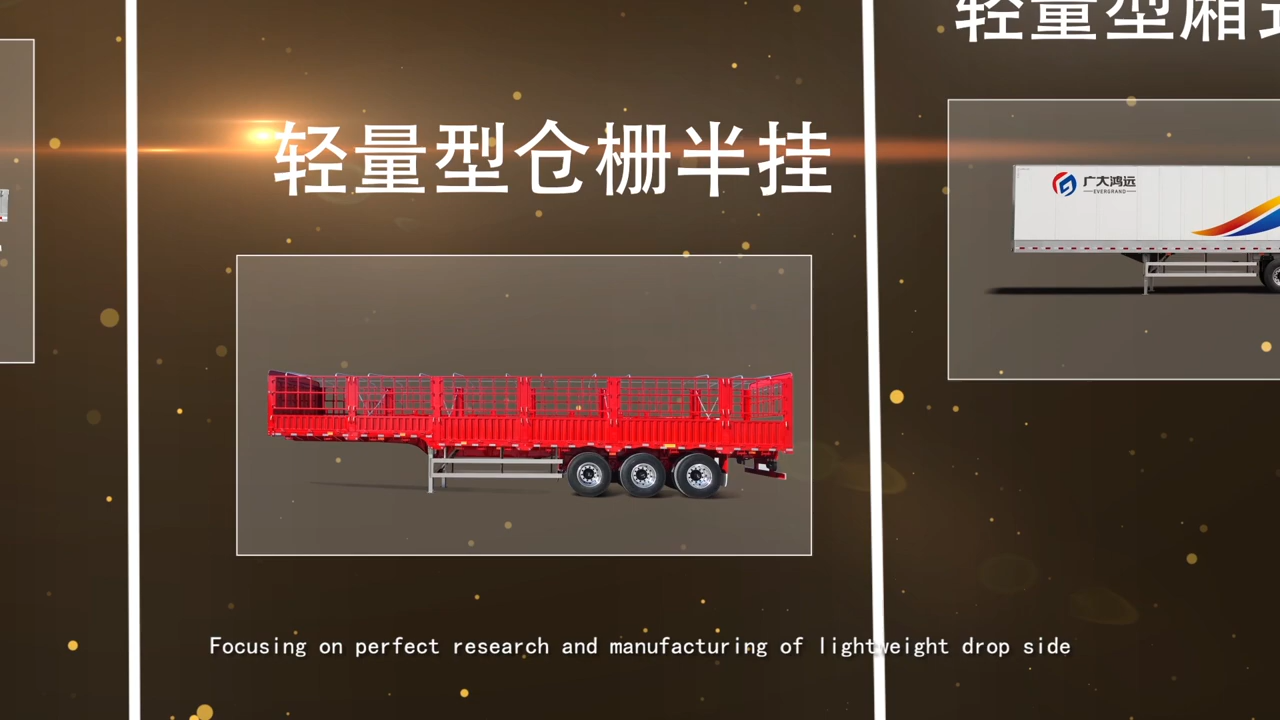 轻量型仓栅半挂
轻量型厢式
广大鸿远
EVERGRAND
Focusing on perfect research and manufacturing of lightweight drop side